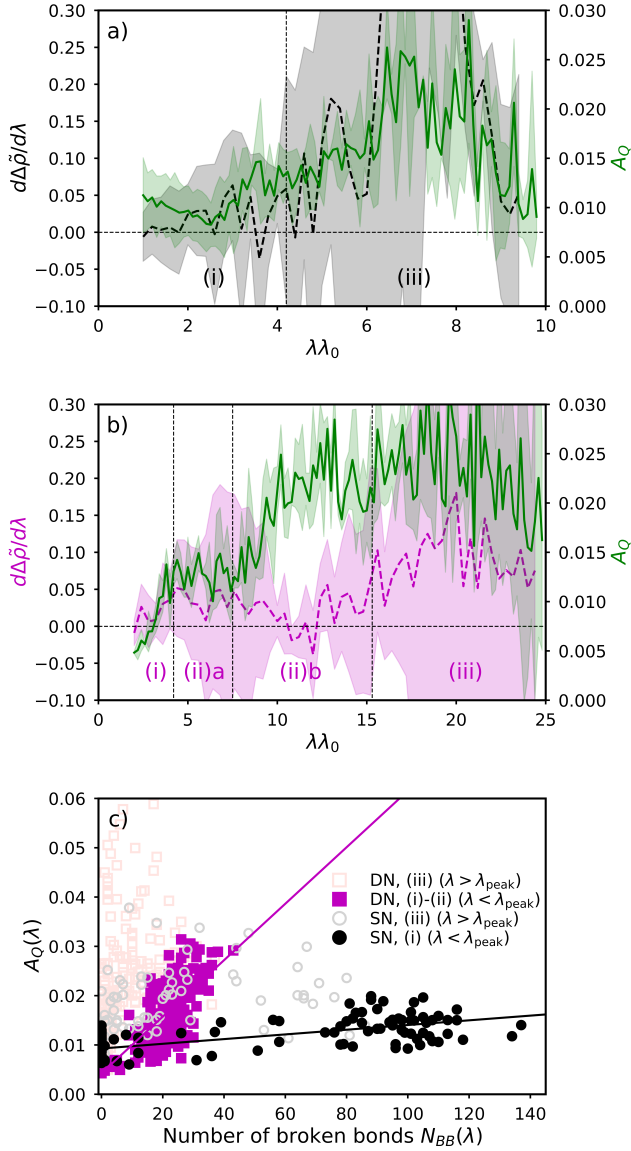 a)
0.30
0.25
0.20
0.15
0.10
0.05
0.00
−0.05
−0.10
dΔρ̃/dλ
0.030
0.025
0.020
0.015
0.010
0.005
0.000
A_Q
(i)
(iii)
0 2 4 6 8 10
λλ₀
b)
0.30
0.25
0.20
0.15
0.10
0.05
0.00
−0.05
−0.10
dΔρ̃/dλ
0.030
0.025
0.020
0.015
0.010
0.005
0.000
A_Q
(i) (ii)a (ii)b (iii)
0 5 10 15 20 25
λλ₀
c)
0.06
0.05
0.04
0.03
0.02
0.01
0.00
A_Q(λ)
DN, (iii) (λ > λ_peak)
DN, (i)-(ii) (λ < λ_peak)
SN, (iii) (λ > λ_peak)
SN, (i) (λ < λ_peak)
0 20 40 60 80 100 120 140
Number of broken bonds N_BB(λ)